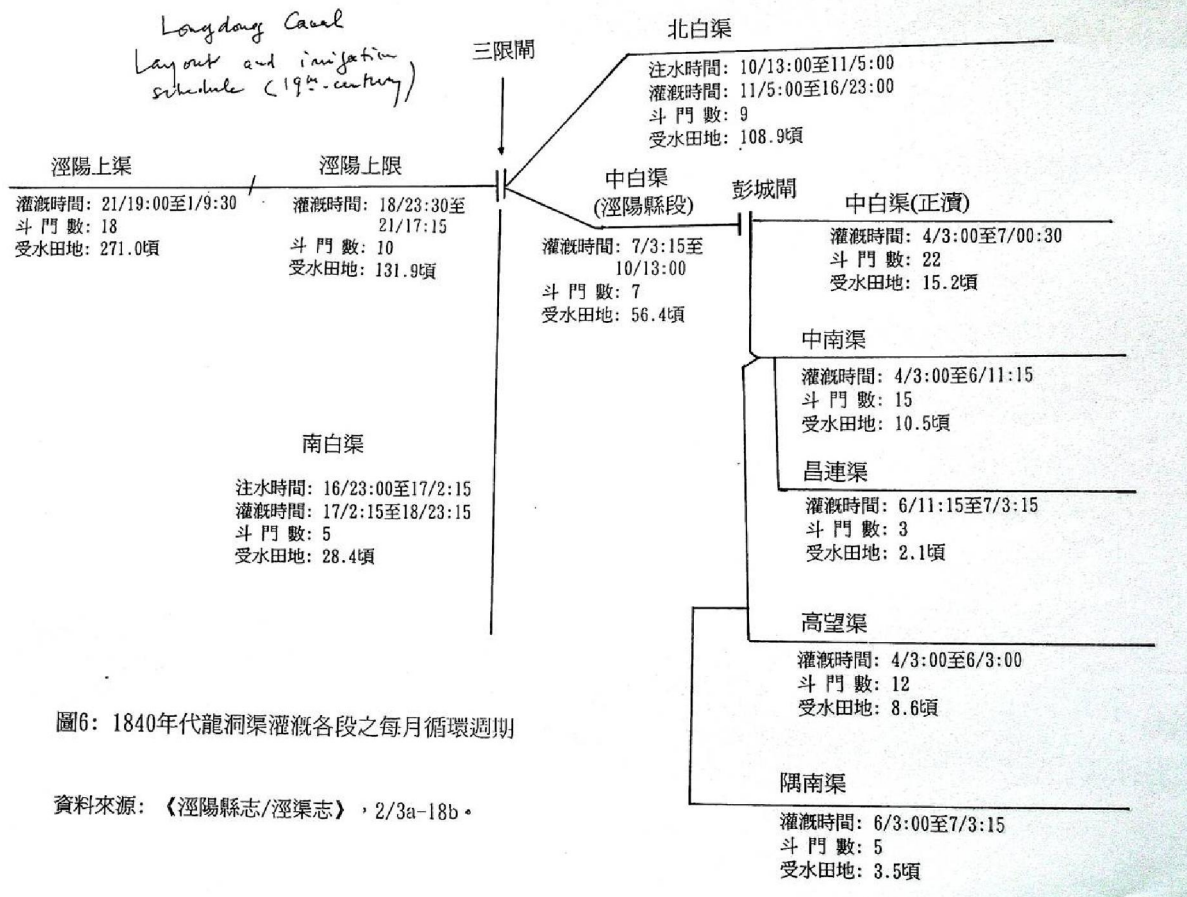 Longdong Canal
Layout and irrigation
schedule (19th-century)
三限閘
北白渠
注水時間: 10/13:00至11/5:00
灌溉時間: 11/5:00至16/23:00
斗門數: 9
受水田地: 108.9頃
涇陽上渠
灌溉時間: 21/19:00至1/9:30
斗門數: 18
受水田地: 271.0頃
涇陽上限
灌溉時間: 18/23:30至
21/17:15
斗門數: 10
受水田地: 131.9頃
中白渠
(涇陽縣段)
灌溉時間: 7/3:15至
10/13:00
斗門數: 7
受水田地: 56.4頃
彭城閘
中白渠(正瀆)
灌溉時間: 4/3:00至7/00:30
斗門數: 22
受水田地: 15.2頃
中南渠
灌溉時間: 4/3:00至6/11:15
斗門數: 15
受水田地: 10.5頃
昌連渠
灌溉時間: 6/11:15至7/3:15
斗門數: 3
受水田地: 2.1頃
南白渠
注水時間: 16/23:00至17/2:15
灌溉時間: 17/2:15至18/23:15
斗門數: 5
受水田地: 28.4頃
高望渠
灌溉時間: 4/3:00至6/3:00
斗門數: 12
受水田地: 8.6頃
隅南渠
灌溉時間: 6/3:00至7/3:15
斗門數: 5
受水田地: 3.5頃
圖6: 1840年代龍洞渠灌溉各段之每月循環週期
資料來源: 《涇陽縣志/涇渠志》, 2/3a-18b。